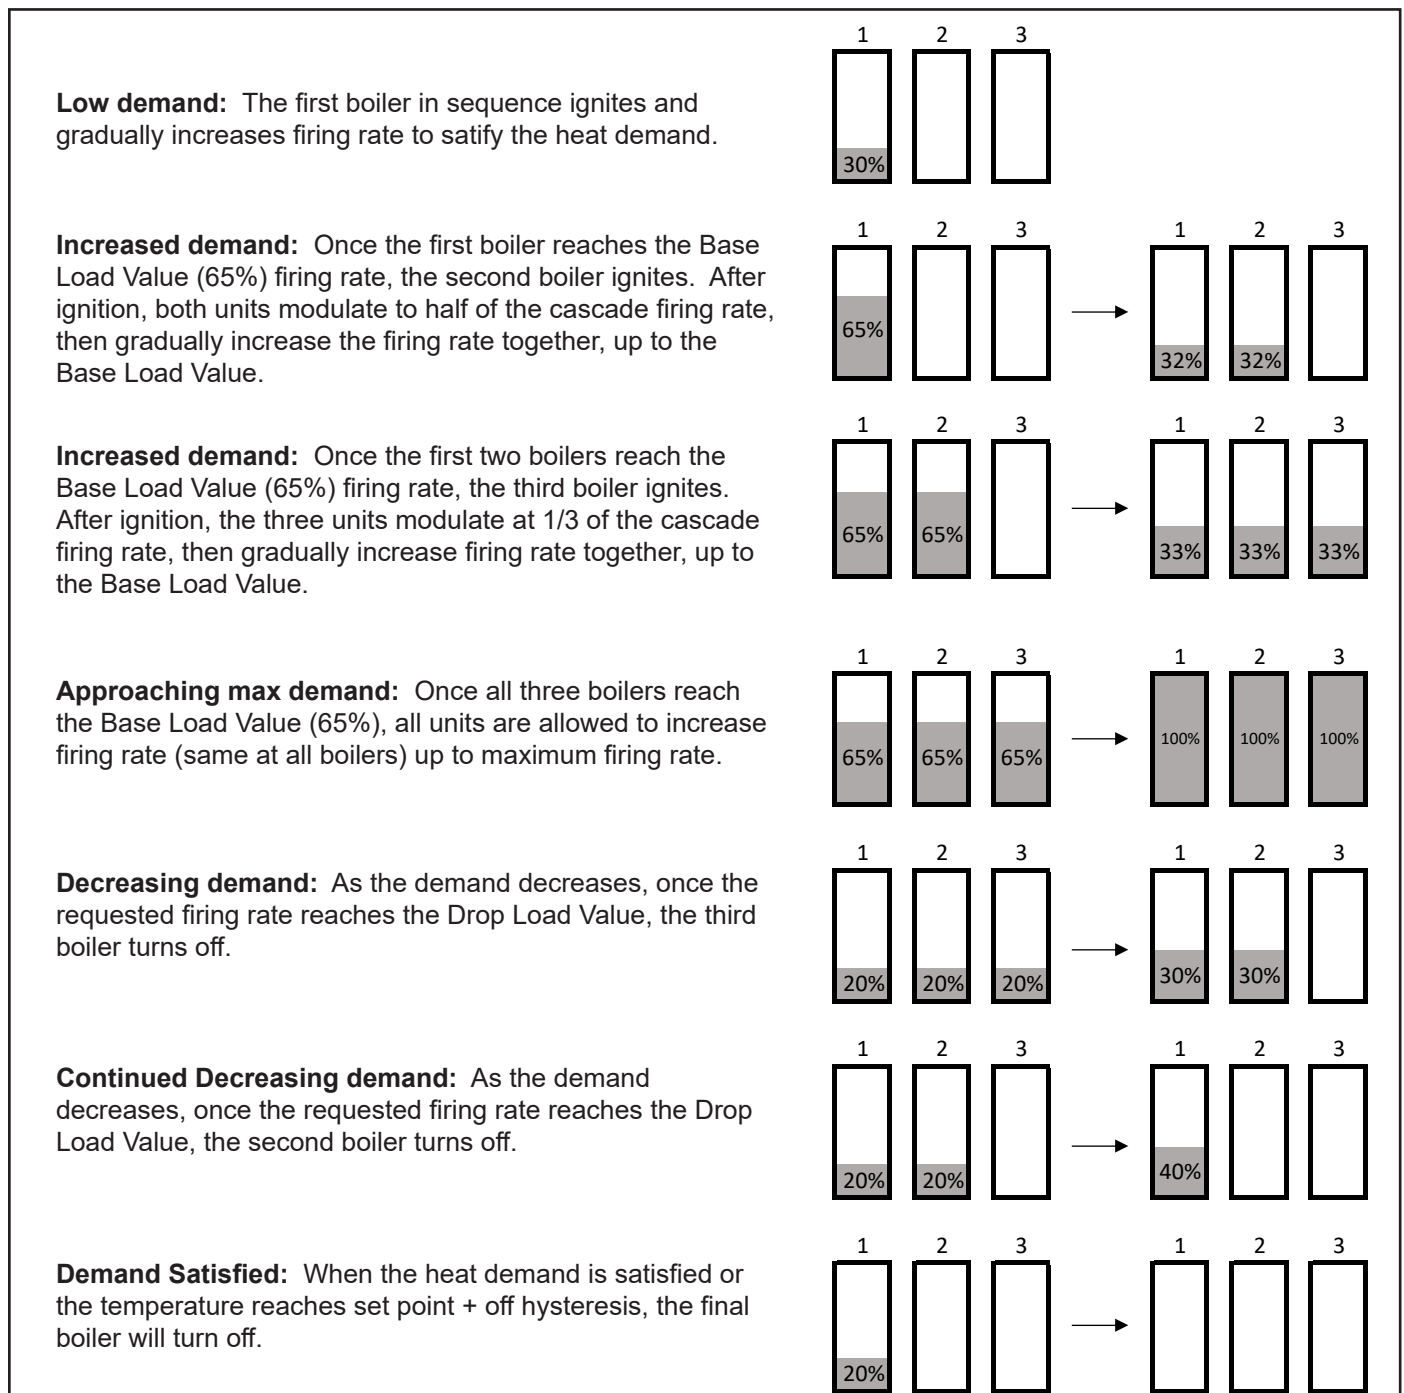 1 2 3
Low demand: The first boiler in sequence ignites and
gradually increases firing rate to satify the heat demand.
30%
Increased demand: Once the first boiler reaches the Base
Load Value (65%) firing rate, the second boiler ignites. After
ignition, both units modulate to half of the cascade firing rate,
then gradually increase the firing rate together, up to the
Base Load Value.
1 2 3 1 2 3
65% 32% 32%
Increased demand: Once the first two boilers reach the
Base Load Value (65%) firing rate, the third boiler ignites.
After ignition, the three units modulate at 1/3 of the cascade
firing rate, then gradually increase firing rate together, up to
the Base Load Value.
1 2 3 1 2 3
65% 65% 33% 33% 33%
Approaching max demand: Once all three boilers reach
the Base Load Value (65%), all units are allowed to increase
firing rate (same at all boilers) up to maximum firing rate.
1 2 3 1 2 3
65% 65% 65% 100% 100% 100%
Decreasing demand: As the demand decreases, once the
requested firing rate reaches the Drop Load Value, the third
boiler turns off.
1 2 3 1 2 3
20% 20% 20% 30% 30%
Continued Decreasing demand: As the demand
decreases, once the requested firing rate reaches the Drop
Load Value, the second boiler turns off.
1 2 3 1 2 3
20% 20% 40%
Demand Satisfied: When the heat demand is satisfied or
the temperature reaches set point + off hysteresis, the final
boiler will turn off.
1 2 3 1 2 3
20%